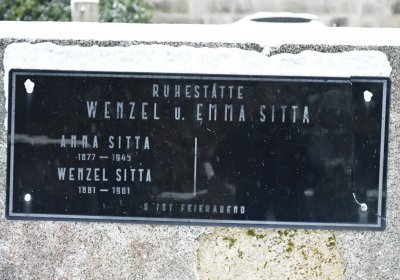 RUHESTÄTTE
WENZEL u. EMMA SITTA
ANNA SITTA
1877 — 1945
WENZEL SITTA
1881 — 1961
S'IST FEIERABEND